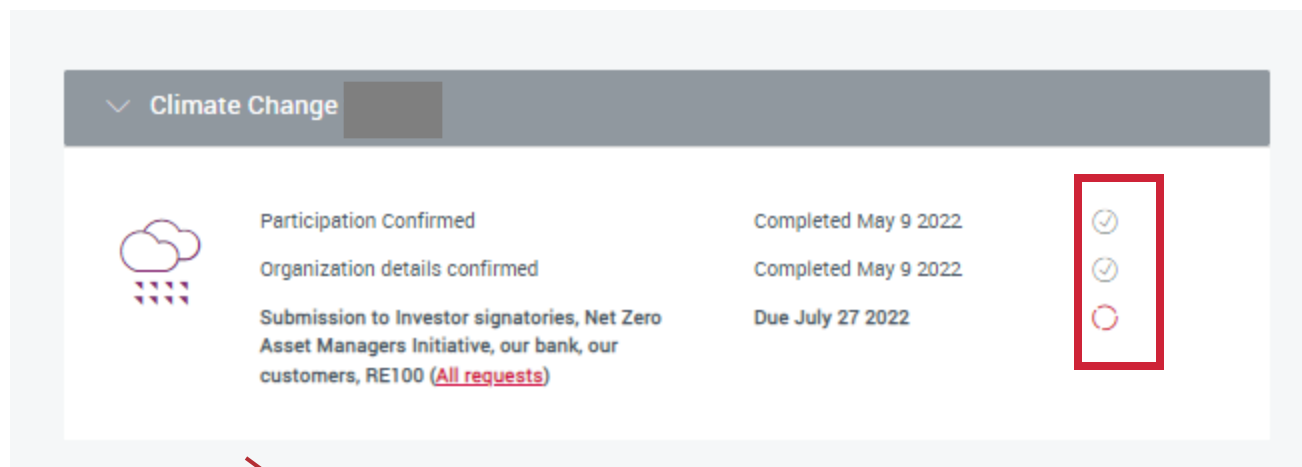 Climate Change
Participation Confirmed Completed May 9 2022
Organization details confirmed Completed May 9 2022
Submission to Investor signatories, Net Zero Due July 27 2022
Asset Managers Initiative, our bank, our
customers, RE100 (All requests)